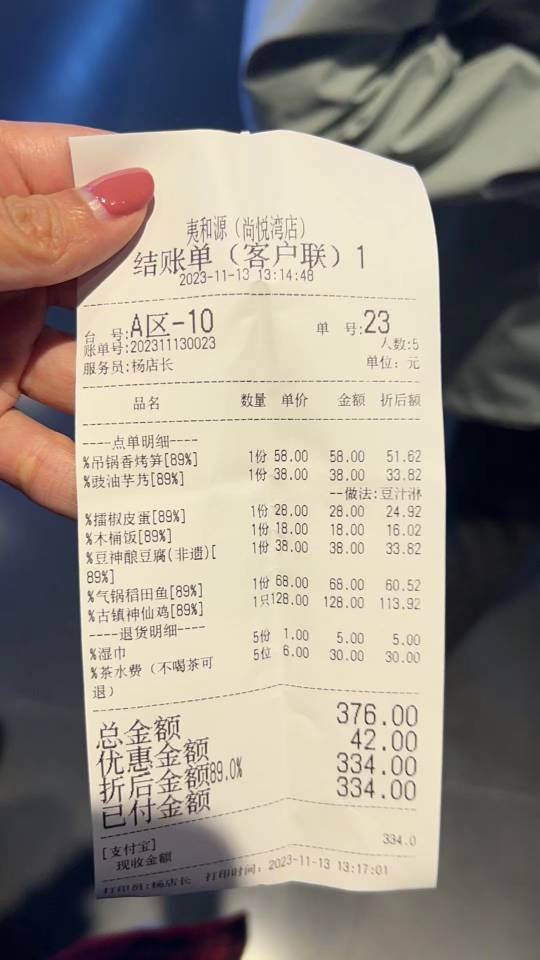 夷和源（尚悦湾店）
结账单（客户联）1
2023-11-13 13:14:48
台 号:A区-10 单 号:23
账单号:202311130023 人数:5
服务员:杨店长 单位：元
品名 数量 单价 金额 折后额
----点单明细----
%吊锅香烤笋[89%] 1份 58.00 58.00 51.62
%豉油芋艿[89%] 1份 38.00 38.00 33.82
--做法:豆汁淋
%擂椒皮蛋[89%] 1份 28.00 28.00 24.92
%木桶饭[89%] 1份 18.00 18.00 16.02
%豆神酿豆腐(非遗)[ 1份 38.00 38.00 33.82
89%]
%气锅稻田鱼[89%] 1份 68.00 68.00 60.52
%古镇神仙鸡[89%] 1只 128.00 128.00 113.92
----退货明细----
%湿巾 5份 1.00 5.00 5.00
%茶水费（不喝茶可 5位 6.00 30.00 30.00
退）
总金额 376.00
优惠金额 42.00
折后金额89.0% 334.00
已付金额 334.00
[支付宝] 334.0
现收金额
打印员:杨店长 打印时间：2023-11-13 13:17:01